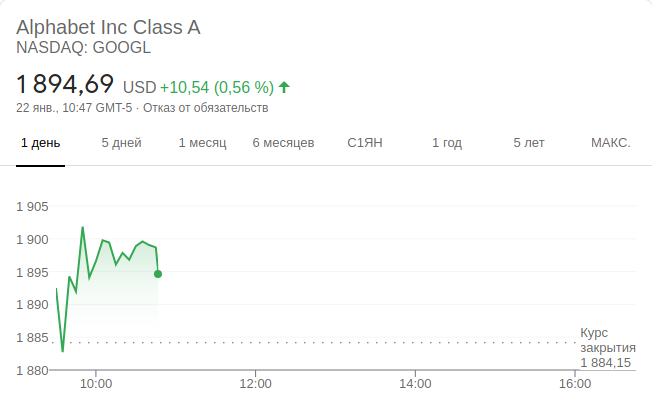 Alphabet Inc Class A
NASDAQ: GOOGL
1 894,69 USD +10,54 (0,56 %)
22 янв., 10:47 GMT-5 · Отказ от обязательств
1 день 5 дней 1 месяц 6 месяцев С1ЯН 1 год 5 лет МАКС.
1 905
1 900
1 895
1 890
1 885
1 880
Курс
закрытия
1 884,15
10:00 12:00 14:00 16:00